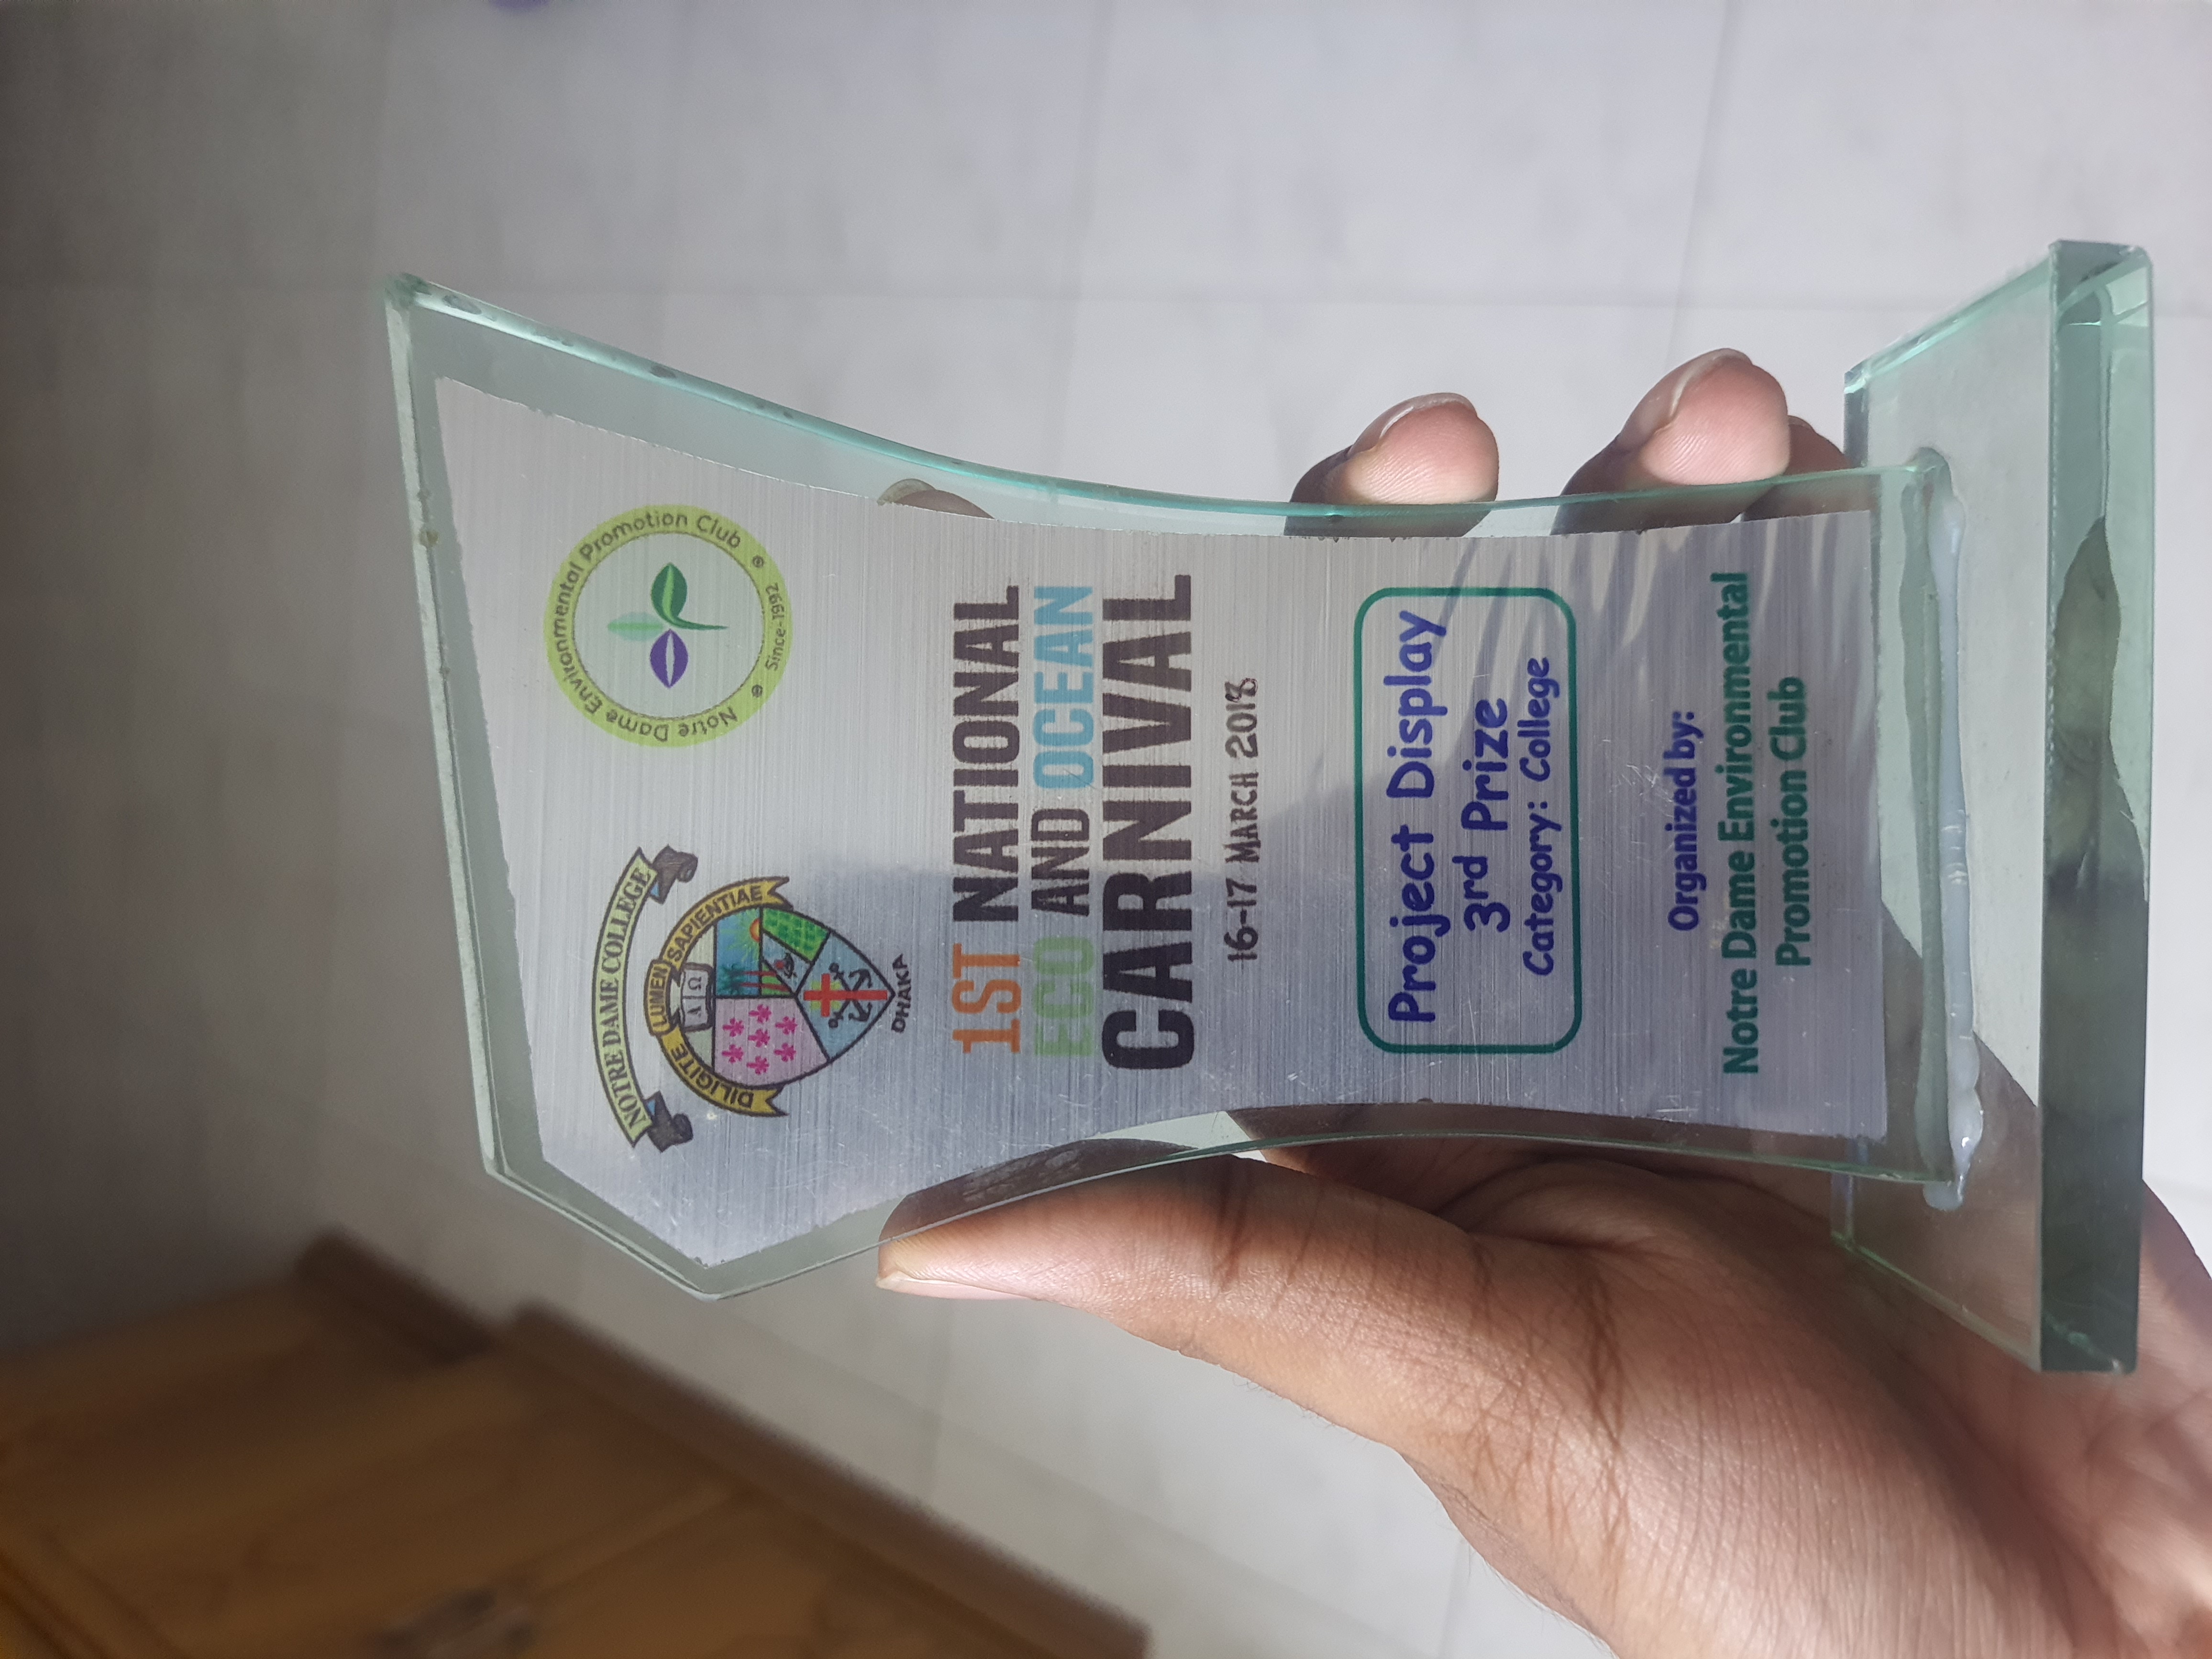 NOTRE DAME COLLEGE
DILIGITE LUMEN SAPIENTIAE
Α Ω
DHAKA
Notre Dame Environmental Promotion Club
Since-1992
1ST NATIONAL
ECO AND OCEAN
CARNIVAL
16-17 MARCH 2018
Project Display
3rd Prize
Category: College
Organized by:
Notre Dame Environmental
Promotion Club